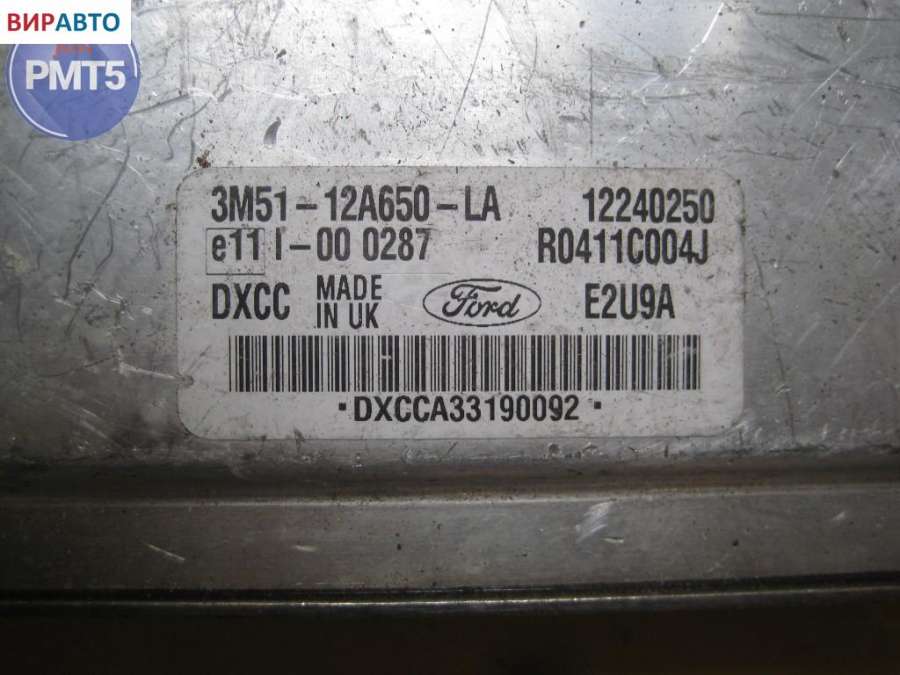 ВИРАВТО
РМТ5
3M51-12A650-LA 12240250
e11 I-00 0287 R0411C004J
DXCC MADE IN UK Ford E2U9A
·DXCCA33190092·